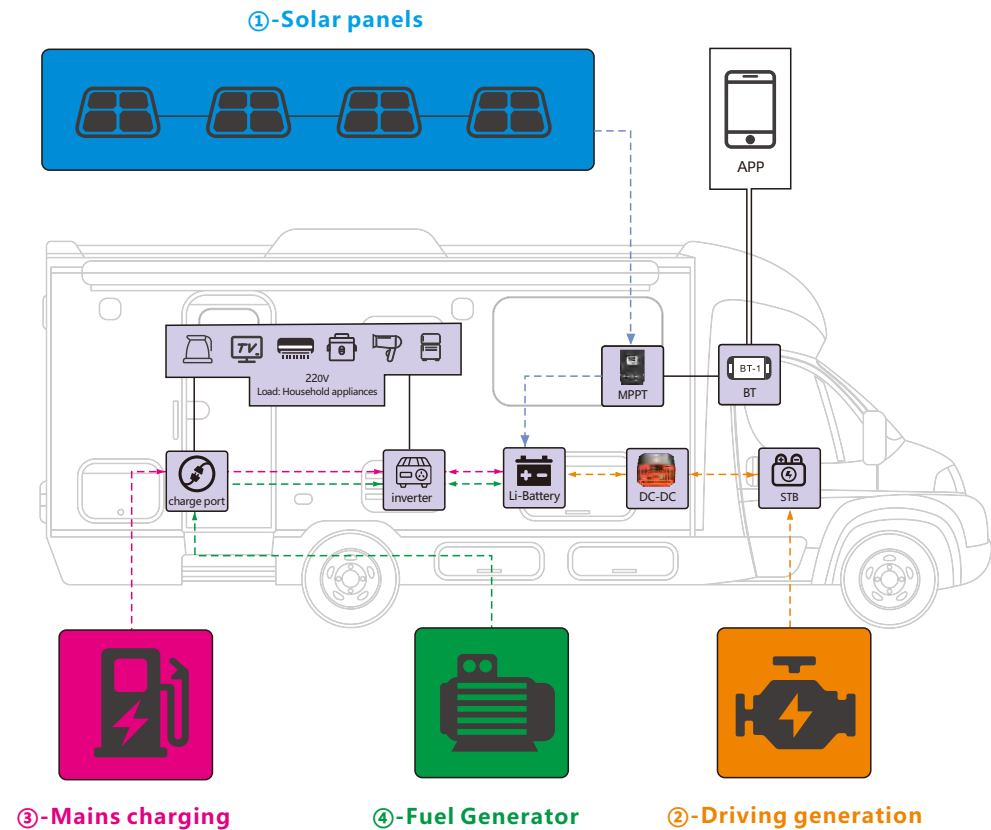 ①-Solar panels
APP
TV
220V
Load: Household appliances
MPPT
BT-1
BT
charge port
inverter
Li-Battery
DC-DC
STB
③-Mains charging
④-Fuel Generator
②-Driving generation